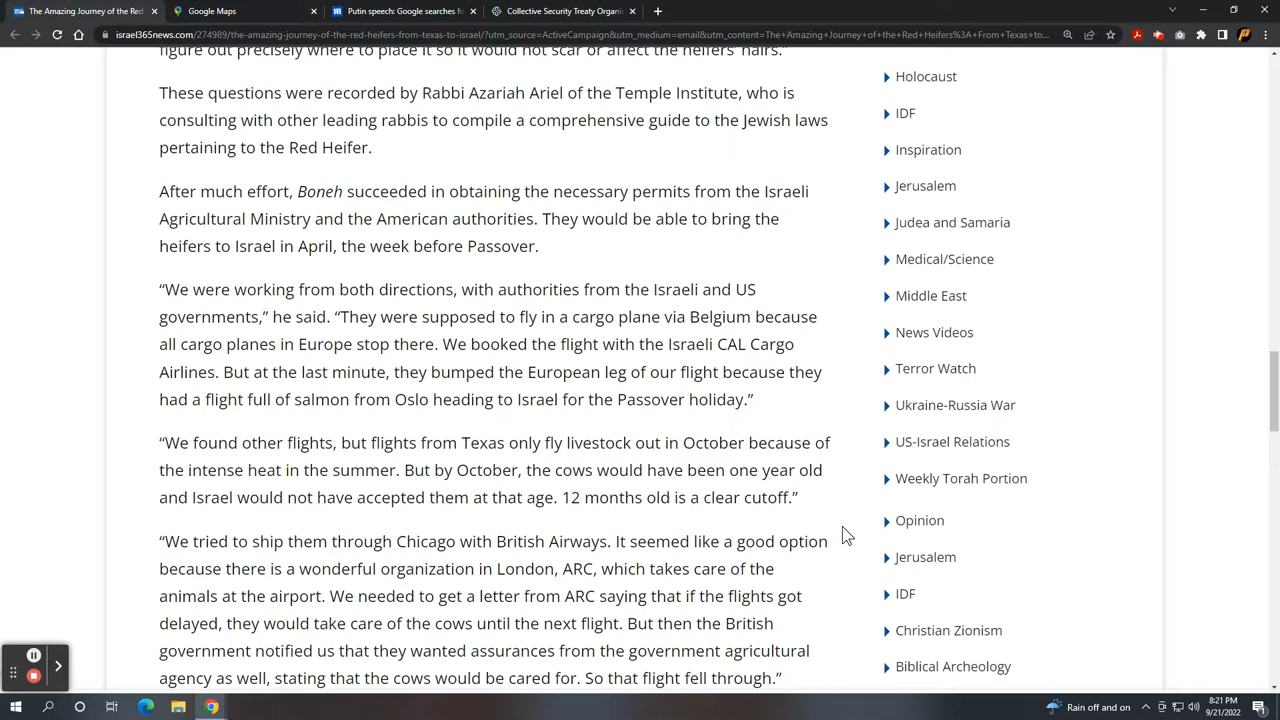 The Amazing Journey of the Red
Google Maps
Putin speech: Google searches fo
Collective Security Treaty Organis
israel365news.com/274989/the-amazing-journey-of-the-red-heifers-from-texas-to-israel/?utm_source=ActiveCampaign&utm_medium=email&utm_content=The+Amazing+Journey+of+the+Red+Heifers%3A+From+Texas+to...
figure out precisely where to place it so it would not scar or affect the heifers' hairs."
These questions were recorded by Rabbi Azariah Ariel of the Temple Institute, who is
consulting with other leading rabbis to compile a comprehensive guide to the Jewish laws
pertaining to the Red Heifer.
After much effort, Boneh succeeded in obtaining the necessary permits from the Israeli
Agricultural Ministry and the American authorities. They would be able to bring the
heifers to Israel in April, the week before Passover.
“We were working from both directions, with authorities from the Israeli and US
governments,” he said. “They were supposed to fly in a cargo plane via Belgium because
all cargo planes in Europe stop there. We booked the flight with the Israeli CAL Cargo
Airlines. But at the last minute, they bumped the European leg of our flight because they
had a flight full of salmon from Oslo heading to Israel for the Passover holiday.”
“We found other flights, but flights from Texas only fly livestock out in October because of
the intense heat in the summer. But by October, the cows would have been one year old
and Israel would not have accepted them at that age. 12 months old is a clear cutoff.”
“We tried to ship them through Chicago with British Airways. It seemed like a good option
because there is a wonderful organization in London, ARC, which takes care of the
animals at the airport. We needed to get a letter from ARC saying that if the flights got
delayed, they would take care of the cows until the next flight. But then the British
government notified us that they wanted assurances from the government agricultural
agency as well, stating that the cows would be cared for. So that flight fell through.”
Holocaust
IDF
Inspiration
Jerusalem
Judea and Samaria
Medical/Science
Middle East
News Videos
Terror Watch
Ukraine-Russia War
US-Israel Relations
Weekly Torah Portion
Opinion
Jerusalem
IDF
Christian Zionism
Biblical Archeology
Rain off and on
8:21 PM
9/21/2022